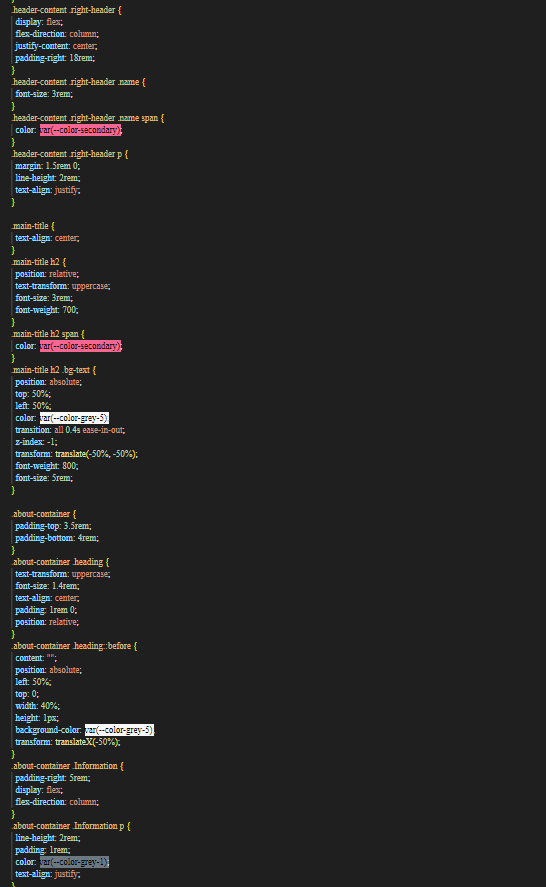 }
.header-content .right-header {
display: flex;
flex-direction: column;
justify-content: center;
padding-right: 18rem;
}
.header-content .right-header .name {
font-size: 3rem;
}
.header-content .right-header .name span {
color: var(--color-secondary);
}
.header-content .right-header p {
margin: 1.5rem 0;
line-height: 2rem;
text-align: justify;
}
.main-title {
text-align: center;
}
.main-title h2 {
position: relative;
text-transform: uppercase;
font-size: 3rem;
font-weight: 700;
}
.main-title h2 span {
color: var(--color-secondary);
}
.main-title h2 .bg-text {
position: absolute;
top: 50%;
left: 50%;
color: var(--color-grey-5);
transition: all 0.4s ease-in-out;
z-index: -1;
transform: translate(-50%, -50%);
font-weight: 800;
font-size: 5rem;
}
.about-container {
padding-top: 3.5rem;
padding-bottom: 4rem;
}
.about-container .heading {
text-transform: uppercase;
font-size: 1.4rem;
text-align: center;
padding: 1rem 0;
position: relative;
}
.about-container .heading::before {
content: "";
position: absolute;
left: 50%;
top: 0;
width: 40%;
height: 1px;
background-color: var(--color-grey-5);
transform: translateX(-50%);
}
.about-container .Information {
padding-right: 5rem;
display: flex;
flex-direction: column;
}
.about-container .Information p {
line-height: 2rem;
padding: 1rem;
color: var(--color-grey-1);
text-align: justify;
}